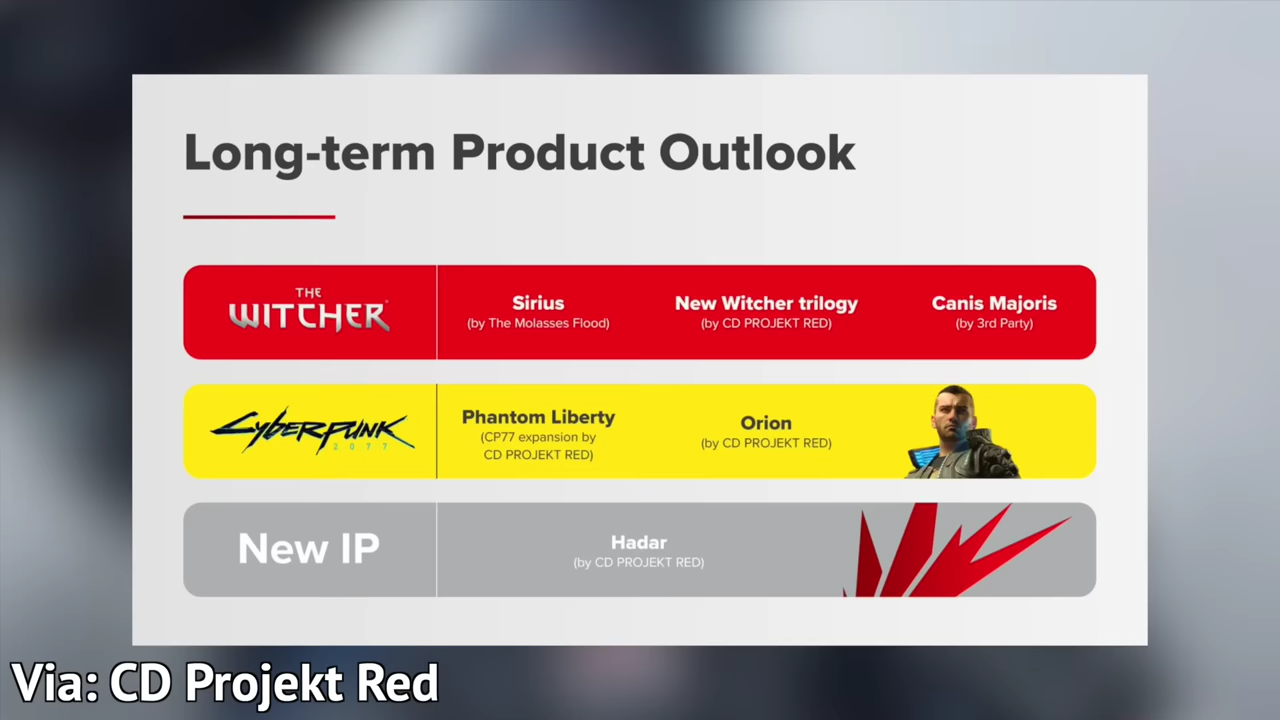 Long-term Product Outlook
THE
WITCHER
Sirius
(by The Molasses Flood)
New Witcher trilogy
(by CD PROJEKT RED)
Canis Majoris
(by 3rd Party)
CYBERPUNK
2077
Phantom Liberty
(CP77 expansion by
CD PROJEKT RED)
Orion
(by CD PROJEKT RED)
New IP
Hadar
(by CD PROJEKT RED)
Via: CD Projekt Red